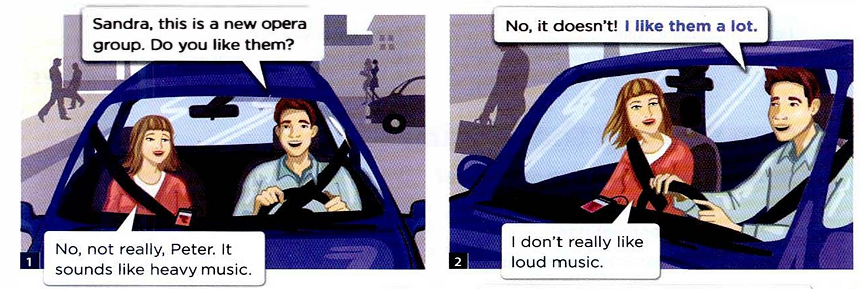 Sandra, this is a new opera
group. Do you like them?
No, not really, Peter. It
sounds like heavy music.
1
No, it doesn't! I like them a lot.
I don't really like
loud music.
2